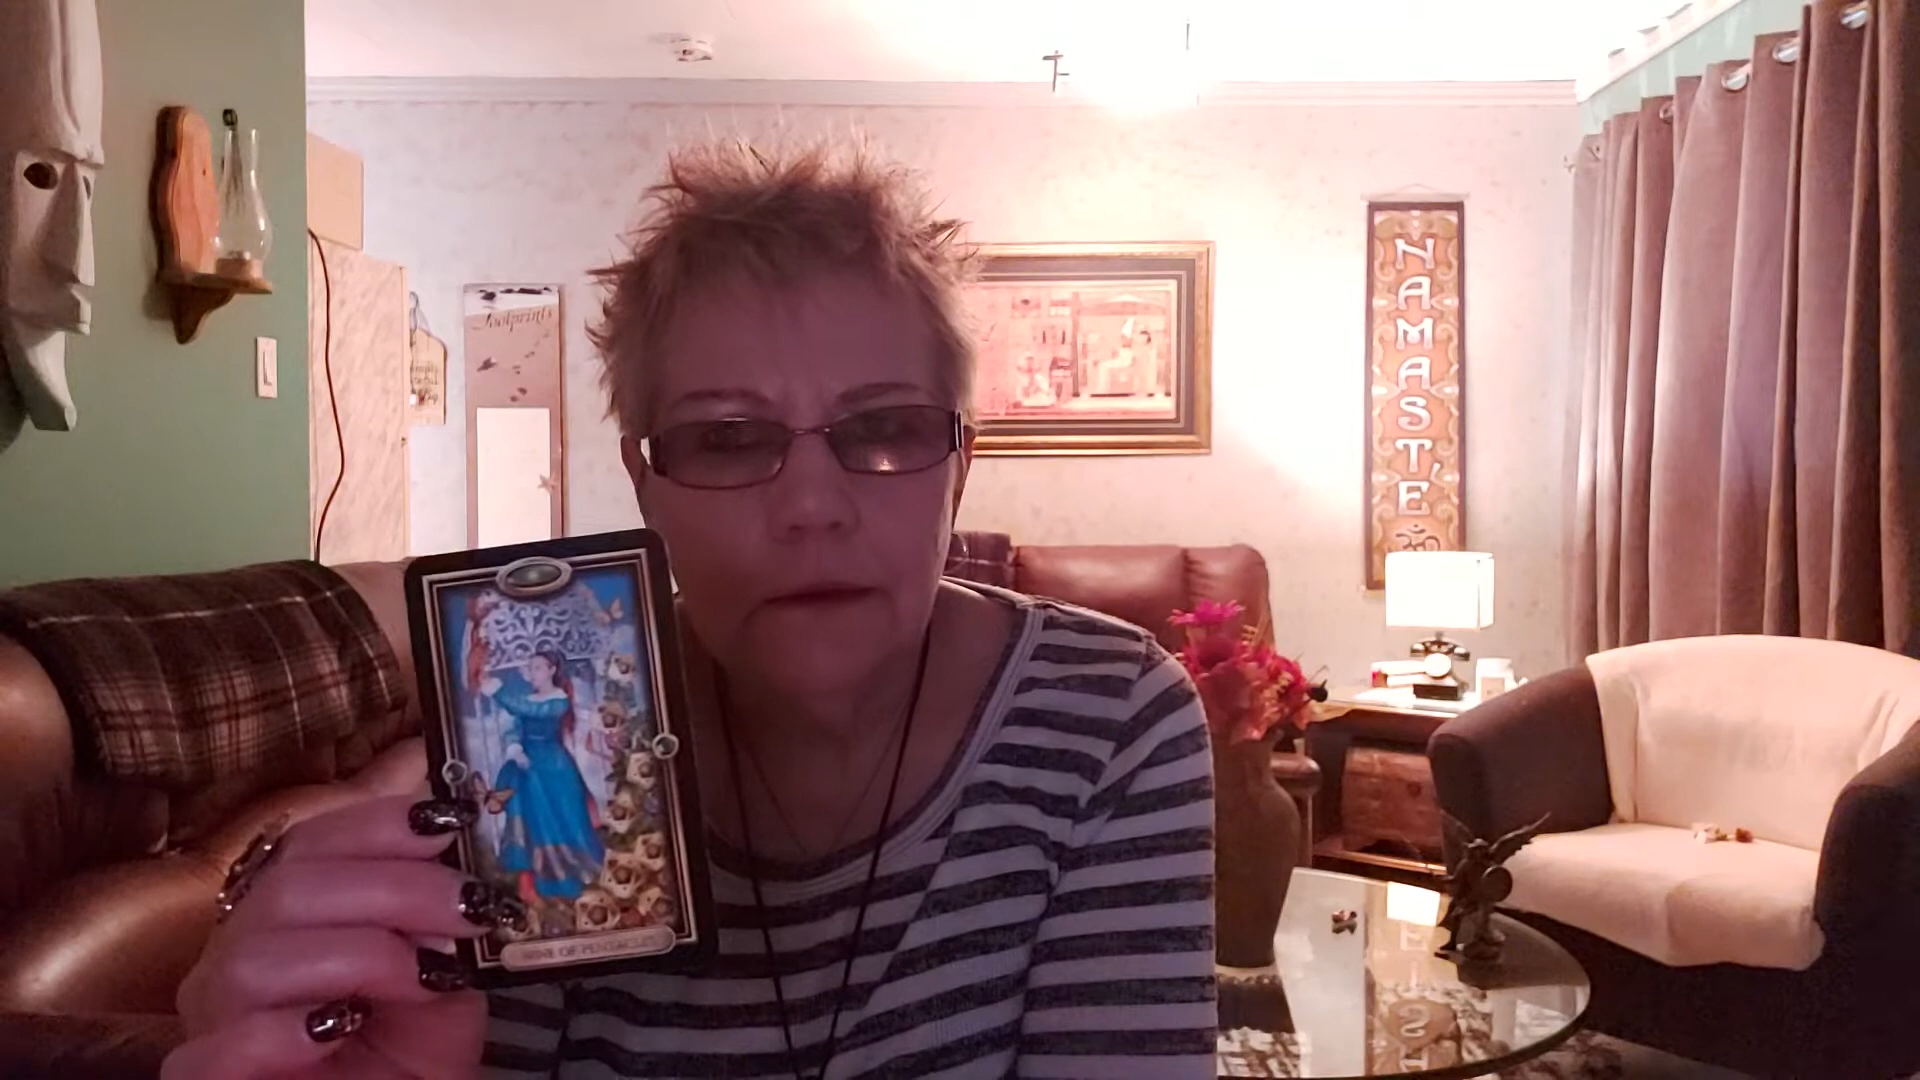 Footprints
NAMASTE
ॐ
NINE OF PENTACLES